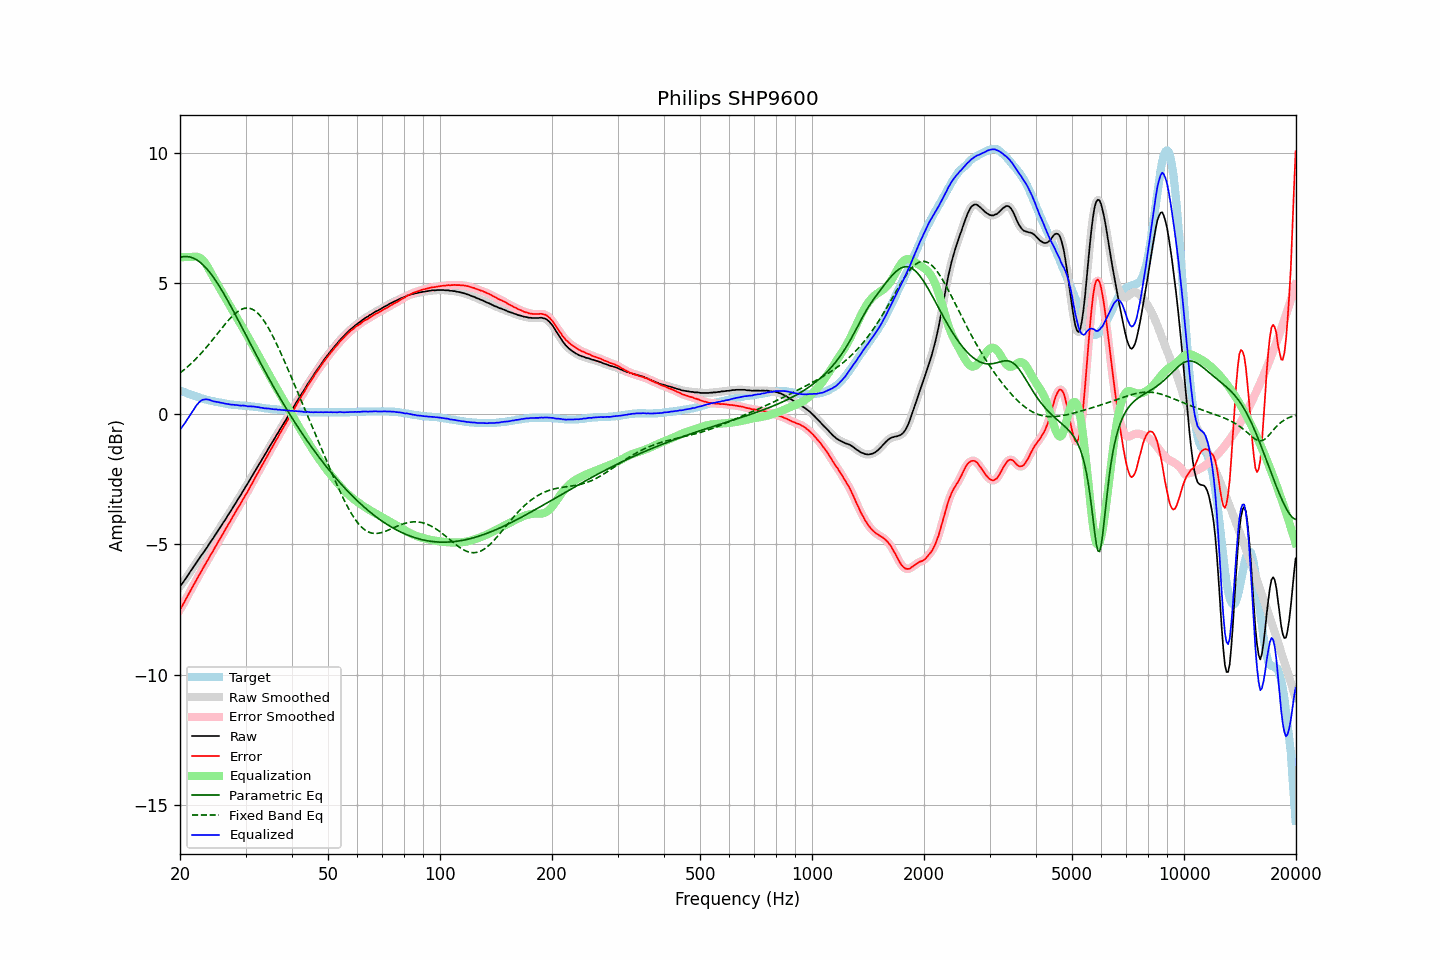 Philips SHP9600
Amplitude (dBr)
10
5
0
−5
−10
−15
Target
Raw Smoothed
Error Smoothed
Raw
Error
Equalization
Parametric Eq
Fixed Band Eq
Equalized
20 50 100 200 500 1000 2000 5000 10000 20000
Frequency (Hz)